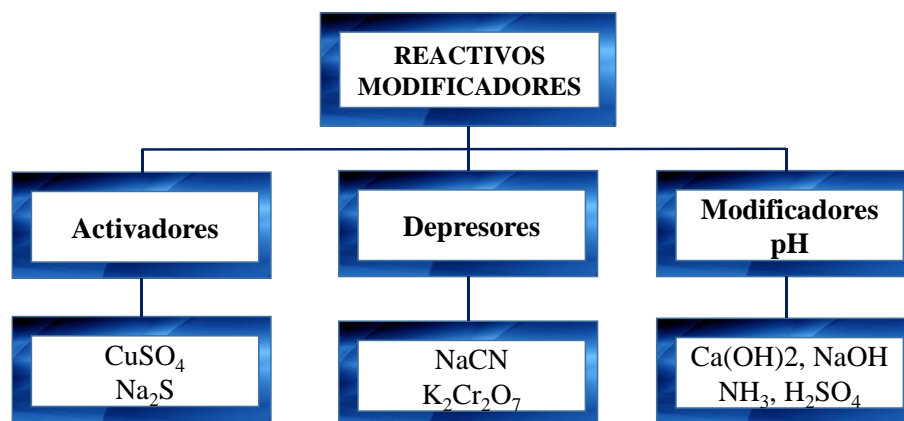 REACTIVOS
MODIFICADORES
Activadores
Depresores
Modificadores
pH
CuSO₄
Na₂S
NaCN
K₂Cr₂O₇
Ca(OH)2, NaOH
NH₃, H₂SO₄